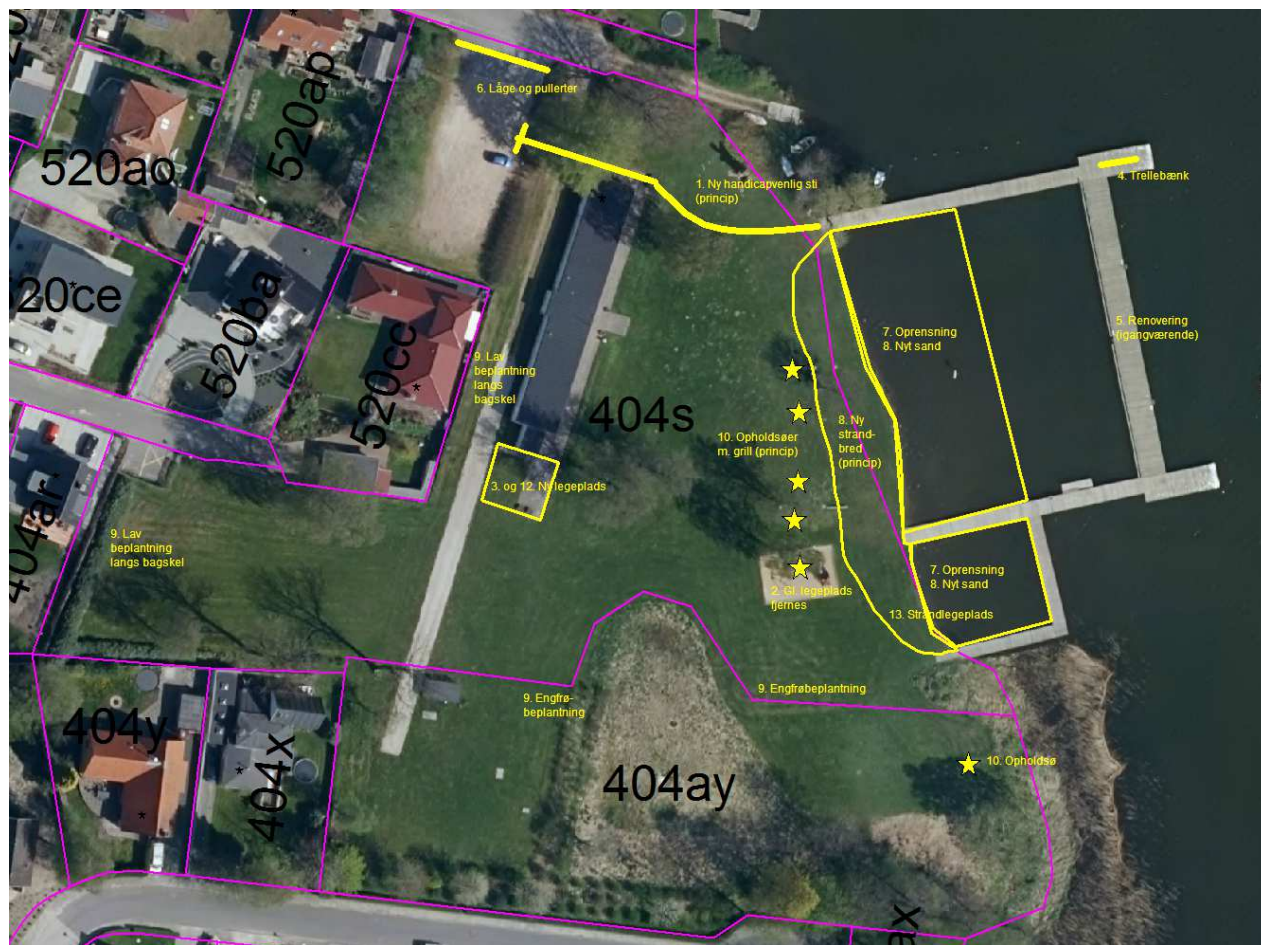 520ap
6. Låge og pullerter
520ao
1. Ny handicapvenlig sti
(princip)
4. Trellebænk
520ce
520ba
520cc
7. Oprensning
8. Nyt sand
5. Renovering
(igangværende)
9. Lav
beplantning
langs
bagskel
404s
10. Opholdsøer
m. grill (princip)
8. Ny
strand-
bred
(princip)
3. og 12. Ny legeplads
404ar
9. Lav
beplantning
langs bagskel
7. Oprensning
8. Nyt sand
2. Gl. legeplads
fjernes
13. Strandlegeplads
9. Engfrøbeplantning
9. Engfrø-
beplantning
404y
404x
404ay
10. Opholdsø